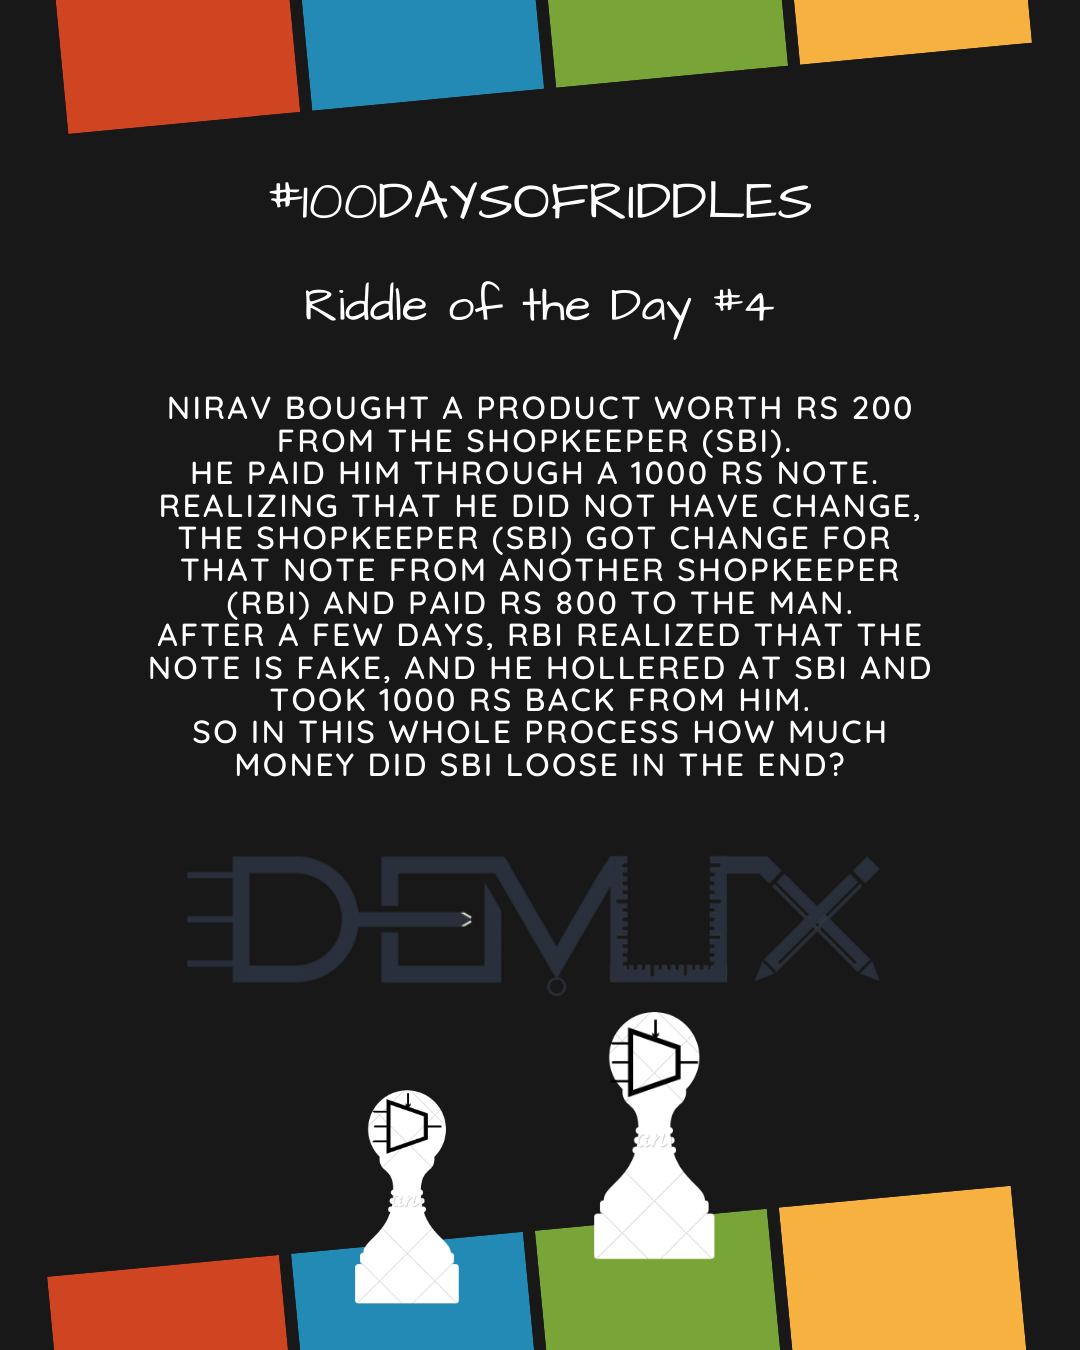 #100DAYSOFRIDDLES
Riddle of the Day #4
NIRAV BOUGHT A PRODUCT WORTH RS 200
FROM THE SHOPKEEPER (SBI).
HE PAID HIM THROUGH A 1000 RS NOTE.
REALIZING THAT HE DID NOT HAVE CHANGE,
THE SHOPKEEPER (SBI) GOT CHANGE FOR
THAT NOTE FROM ANOTHER SHOPKEEPER
(RBI) AND PAID RS 800 TO THE MAN.
AFTER A FEW DAYS, RBI REALIZED THAT THE
NOTE IS FAKE, AND HE HOLLERED AT SBI AND
TOOK 1000 RS BACK FROM HIM.
SO IN THIS WHOLE PROCESS HOW MUCH
MONEY DID SBI LOOSE IN THE END?
DEMUX